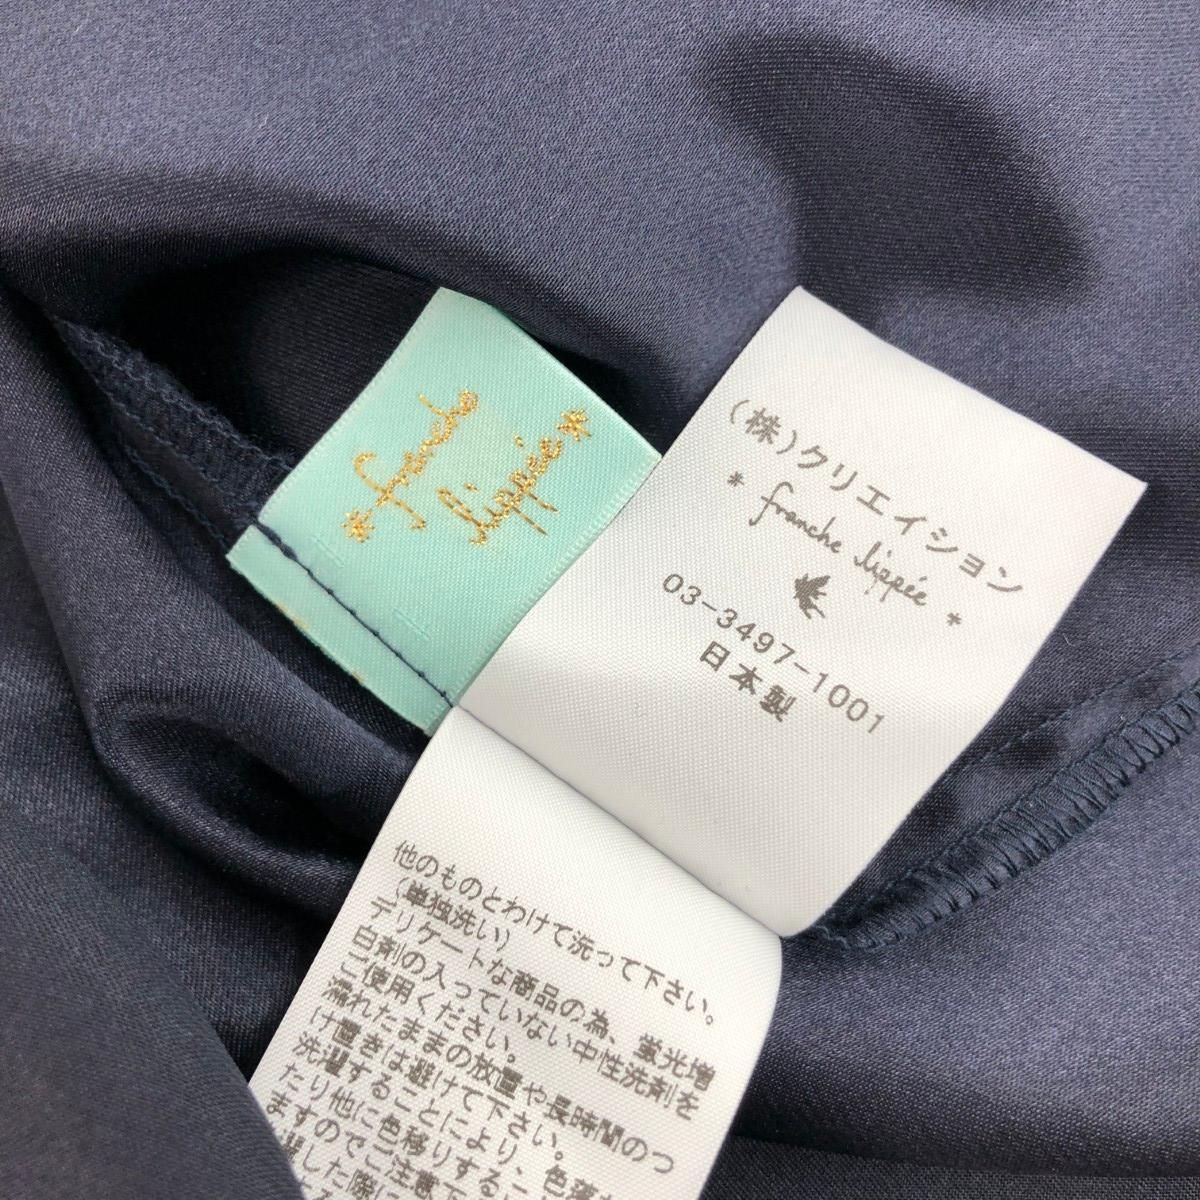 *franche
lippée*
(株)クリエイション
* franche lippée *
03-3497-1001
日本製
他のものとわけて洗って下さい。
(単独洗い)
デリケートな商品の為、蛍光増
白剤の入っていない中性洗剤を
ご使用ください。
濡れたままの放置や長時間のつ
け置きは避けて下さい。
洗濯することにより、色落
たり他に色移りするこ
ますのでご注意下
した際に